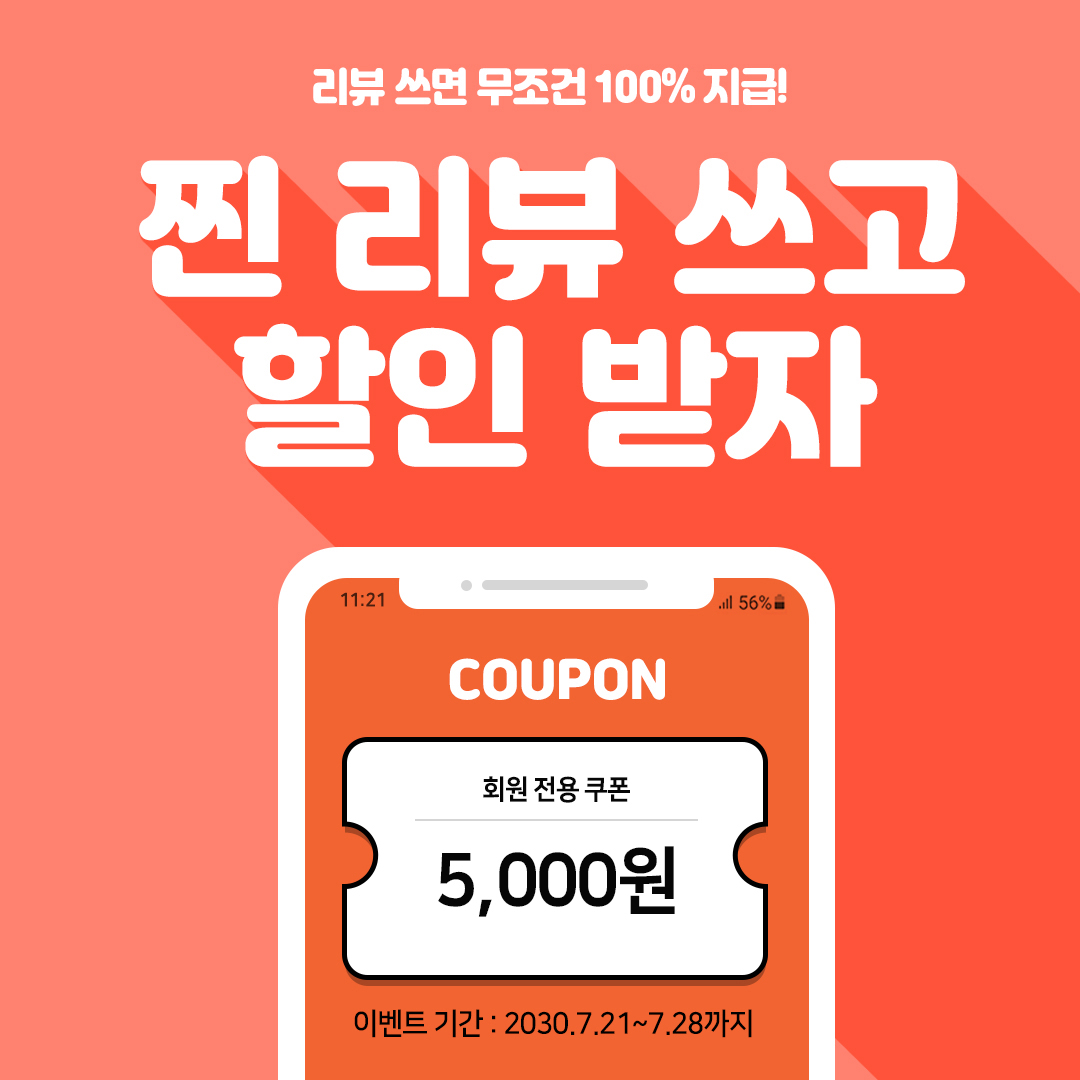 리뷰 쓰면 무조건 100% 지급!
찐 리뷰 쓰고
할인 받자
11:21
56%
COUPON
회원 전용 쿠폰
5,000원
이벤트 기간 : 2030.7.21~7.28까지